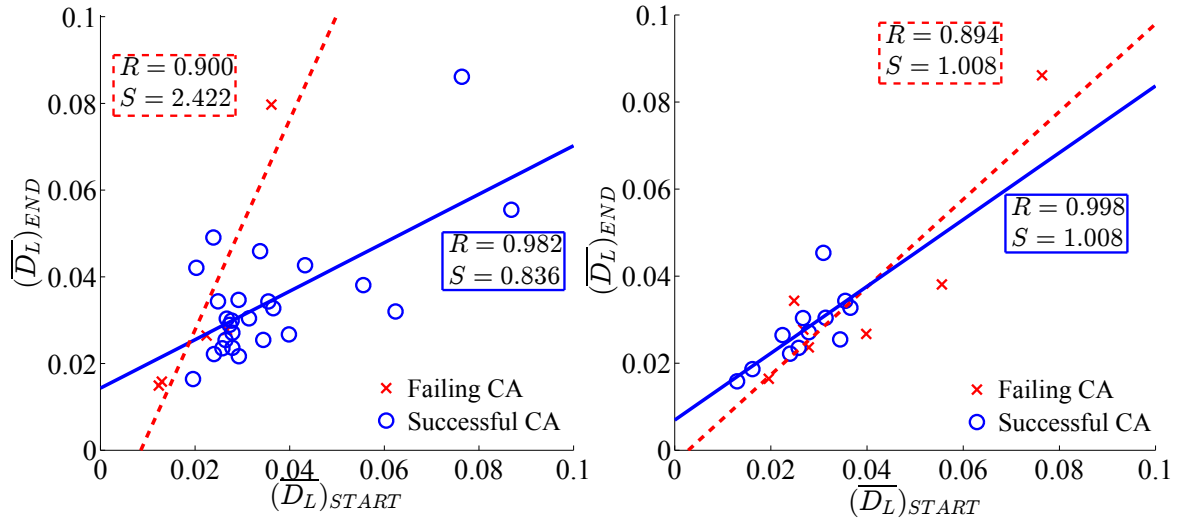 0.1
0.08
0.06
0.04
0.02
0
0 0.02 0.04 0.06 0.08 0.1
(D̅_L)_END
(D̅_L)_START
R = 0.900
S = 2.422
R = 0.982
S = 0.836
× Failing CA
○ Successful CA
0.1
0.08
0.06
0.04
0.02
0
0 0.02 0.04 0.06 0.08 0.1
(D̅_L)_END
(D̅_L)_START
R = 0.894
S = 1.008
R = 0.998
S = 1.008
× Failing CA
○ Successful CA